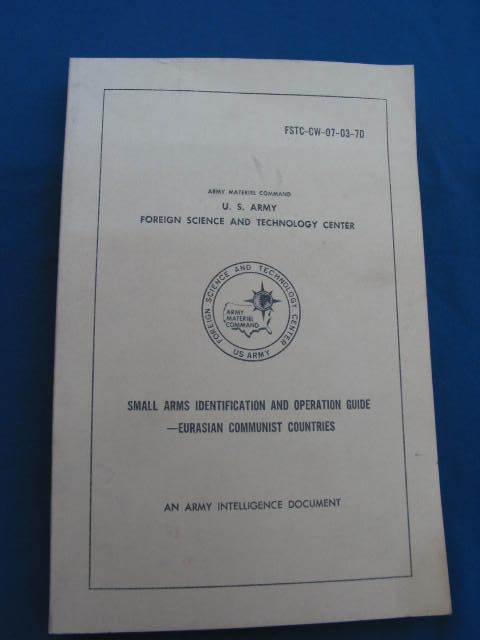 FSTC-CW-07-03-70
ARMY MATERIEL COMMAND
U. S. ARMY
FOREIGN SCIENCE AND TECHNOLOGY CENTER
FOREIGN SCIENCE AND TECHNOLOGY CENTER
ARMY
MATERIEL
COMMAND
US ARMY
SMALL ARMS IDENTIFICATION AND OPERATION GUIDE
—EURASIAN COMMUNIST COUNTRIES
AN ARMY INTELLIGENCE DOCUMENT